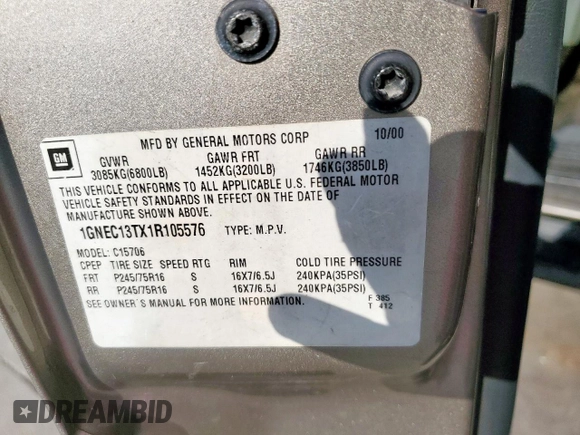 MFD BY GENERAL MOTORS CORP 10/00
GM
GVWR GAWR FRT GAWR RR
3085KG(6800LB) 1452KG(3200LB) 1746KG(3850LB)
THIS VEHICLE CONFORMS TO ALL APPLICABLE U.S. FEDERAL MOTOR
VEHICLE SAFETY STANDARDS IN EFFECT ON THE DATE OF
MANUFACTURE SHOWN ABOVE.
1GNEC13TX1R105576 TYPE: M.P.V.
MODEL: C15706
CPEP TIRE SIZE SPEED RTG RIM COLD TIRE PRESSURE
FRT P245/75R16 S 16X7/6.5J 240KPA(35PSI)
RR P245/75R16 S 16X7/6.5J 240KPA(35PSI)
SEE OWNER'S MANUAL FOR MORE INFORMATION.
F 385
T 412
DREAMBID